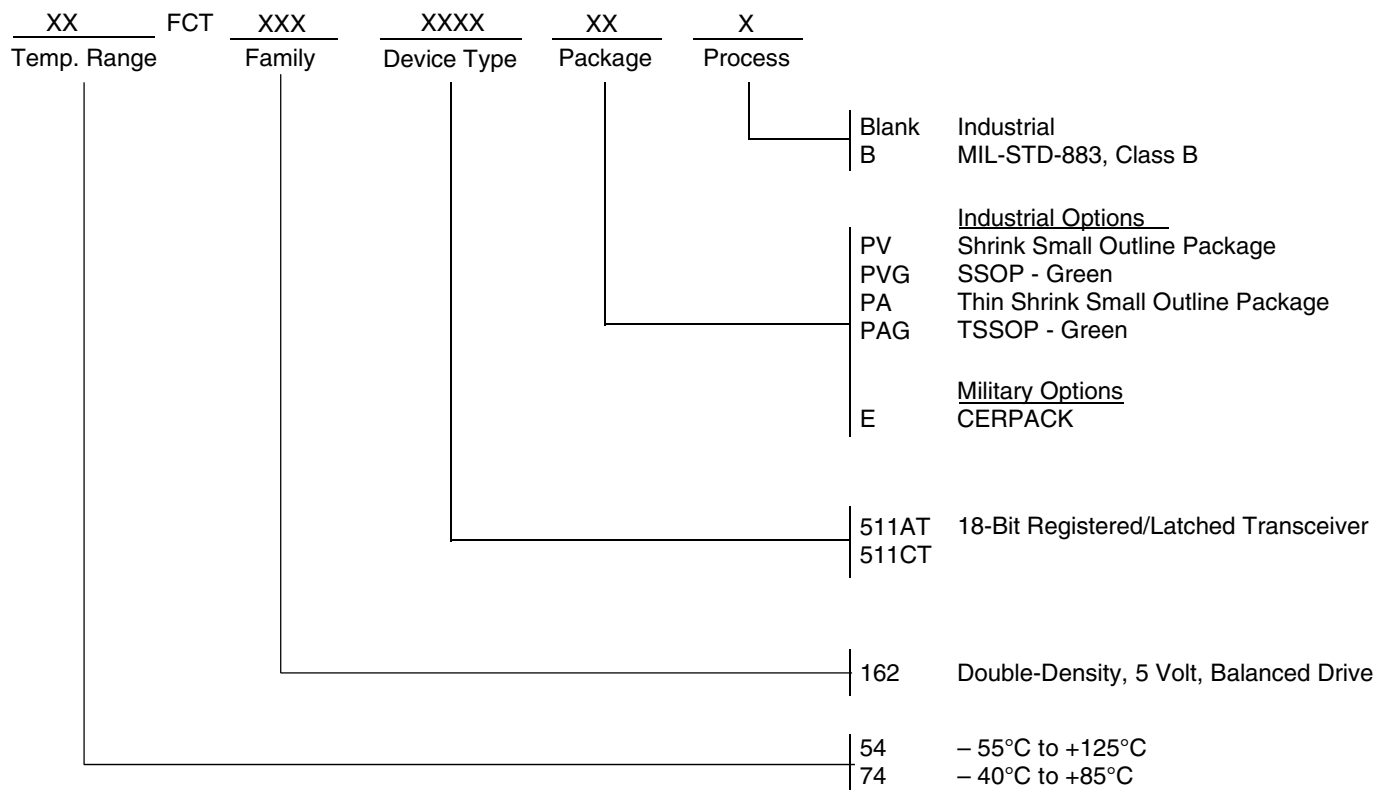 XX FCT XXX XXXX XX X
Temp. Range Family Device Type Package Process
Blank Industrial
B MIL-STD-883, Class B
Industrial Options
PV Shrink Small Outline Package
PVG SSOP - Green
PA Thin Shrink Small Outline Package
PAG TSSOP - Green
Military Options
E CERPACK
511AT 18-Bit Registered/Latched Transceiver
511CT
162 Double-Density, 5 Volt, Balanced Drive
54 – 55°C to +125°C
74 – 40°C to +85°C